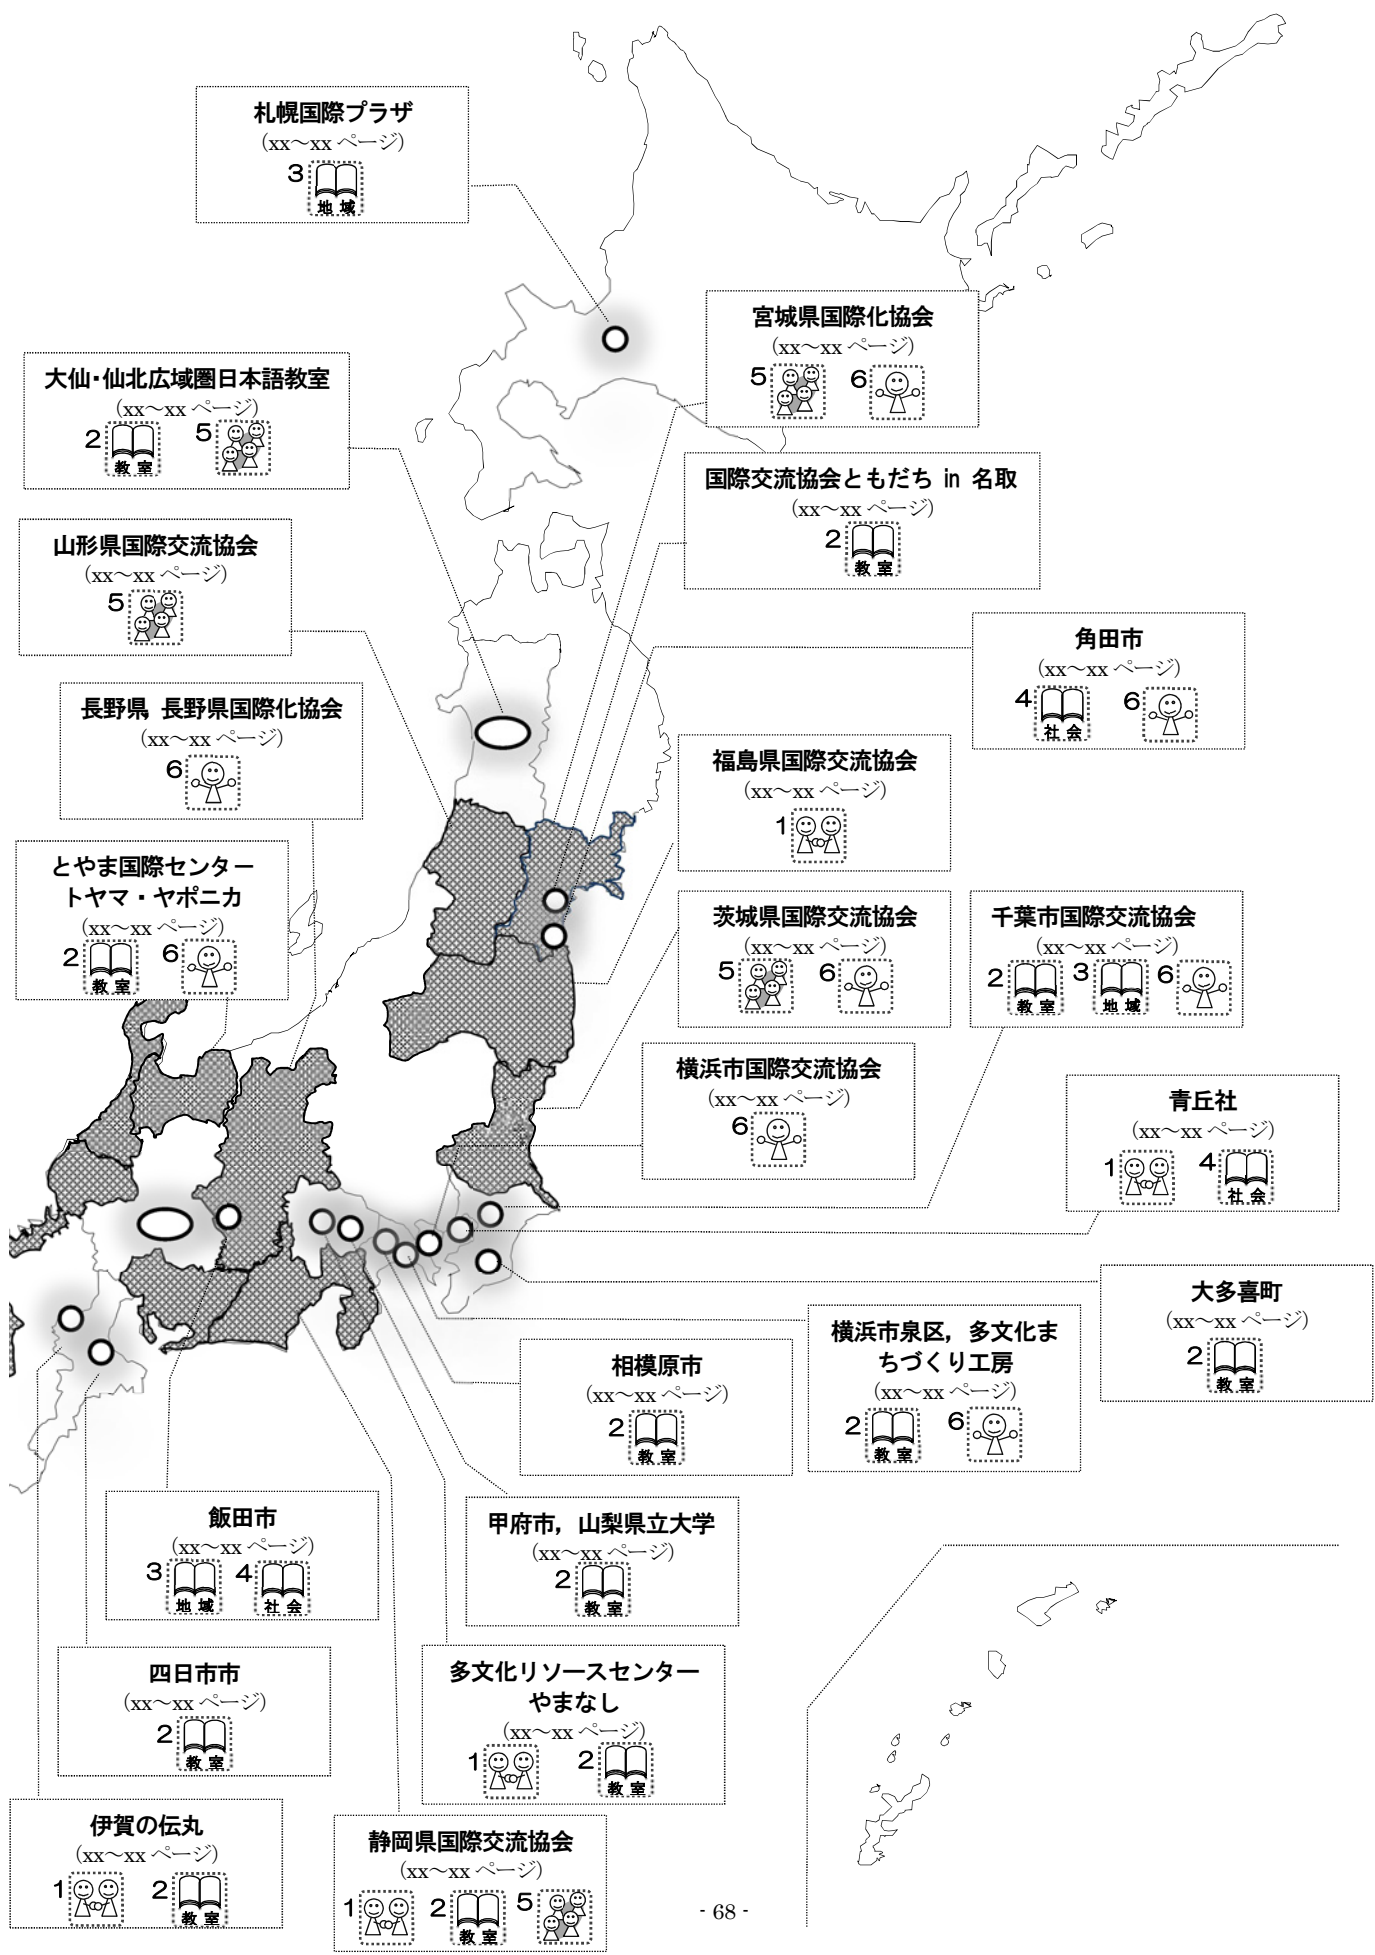 札幌国際プラザ
(xx～xx ページ)
3
地 域
宮城県国際化協会
(xx～xx ページ)
5 6
大仙・仙北広域圏日本語教室
(xx～xx ページ)
2 5
教 室
国際交流協会ともだち in 名取
(xx～xx ページ)
2
教 室
山形県国際交流協会
(xx～xx ページ)
5
角田市
(xx～xx ページ)
4 6
社 会
長野県, 長野県国際化協会
(xx～xx ページ)
6
福島県国際交流協会
(xx～xx ページ)
1
とやま国際センター
トヤマ・ヤポニカ
(xx～xx ページ)
2 6
教 室
茨城県国際交流協会
(xx～xx ページ)
5 6
千葉市国際交流協会
(xx～xx ページ)
2 3 6
教 室 地 域
横浜市国際交流協会
(xx～xx ページ)
6
青丘社
(xx～xx ページ)
1 4
社 会
大多喜町
(xx～xx ページ)
2
教 室
横浜市泉区，多文化ま
ちづくり工房
(xx～xx ページ)
2 6
教 室
相模原市
(xx～xx ページ)
2
教 室
飯田市
(xx～xx ページ)
3 4
地 域 社 会
甲府市，山梨県立大学
(xx～xx ページ)
2
教 室
四日市市
(xx～xx ページ)
2
教 室
多文化リソースセンター
やまなし
(xx～xx ページ)
1 2
教 室
伊賀の伝丸
(xx～xx ページ)
1 2
教 室
静岡県国際交流協会
(xx～xx ページ)
1 2 5
教 室
- 68 -